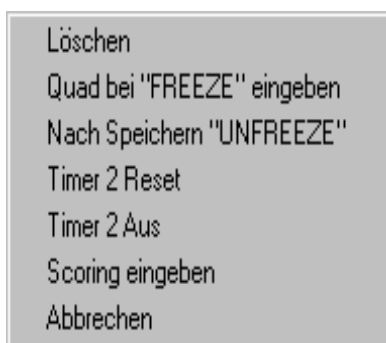 Löschen
Quad bei "FREEZE" eingeben
Nach Speichern "UNFREEZE"
Timer 2 Reset
Timer 2 Aus
Scoring eingeben
Abbrechen